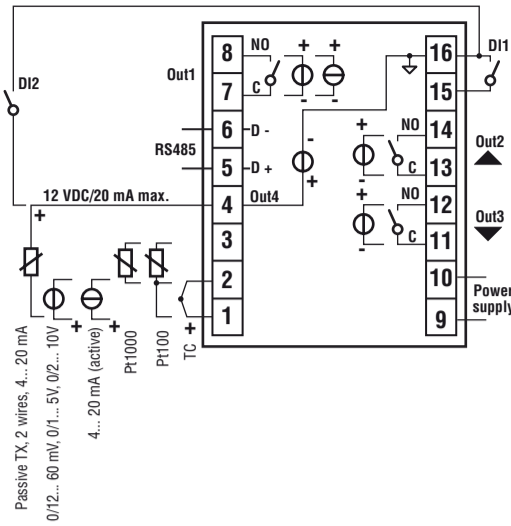 DI2
Out1
8
NO
+ +
7
C
- -
RS485
6
D -
5
D +
12 VDC/20 mA max.
4
Out4
-
+
3
2
1
+
+
+
+
TC
Pt100
Pt1000
4... 20 mA (active)
0/12... 60 mV, 0/1... 5V, 0/2... 10V
Passive TX, 2 wires, 4... 20 mA
16
DI1
15
+
NO
14
Out2
13
C
-
+
NO
12
Out3
11
C
-
10
Power
supply
9